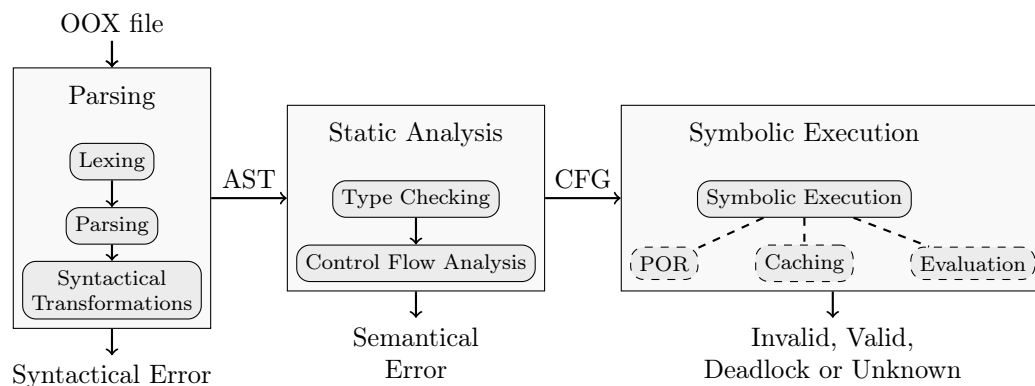 OOX file
Parsing
Lexing
Parsing
Syntactical
Transformations
Syntactical Error
AST
Static Analysis
Type Checking
Control Flow Analysis
Semantical
Error
CFG
Symbolic Execution
Symbolic Execution
POR
Caching
Evaluation
Invalid, Valid,
Deadlock or Unknown